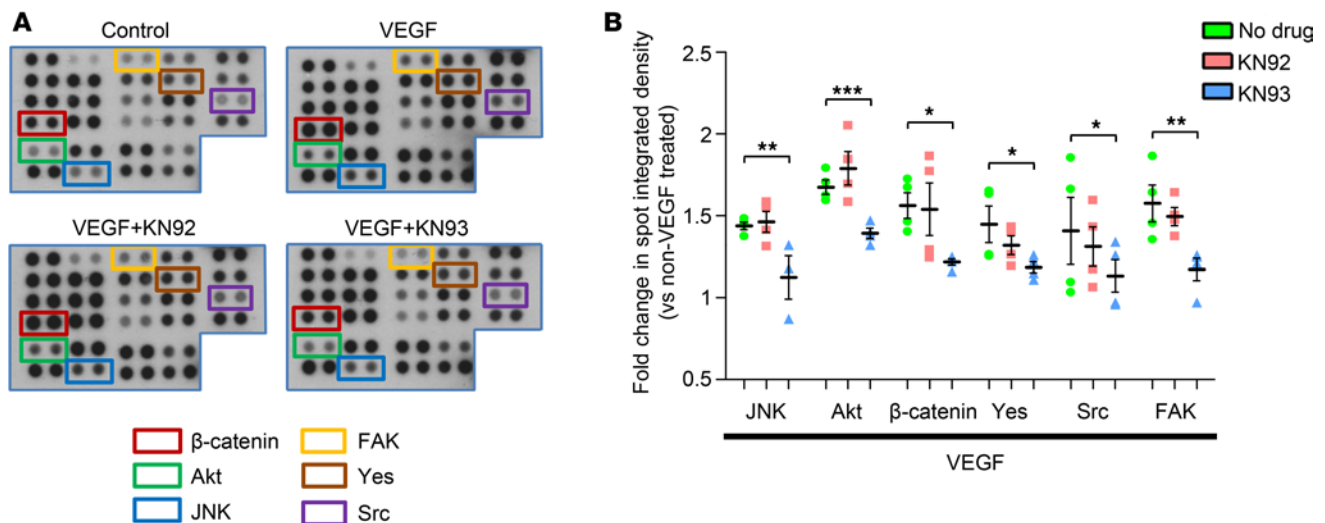 A
Control
VEGF
VEGF+KN92
VEGF+KN93
β-catenin
Akt
JNK
FAK
Yes
Src
B
No drug
KN92
KN93
Fold change in spot integrated density
(vs non-VEGF treated)
2.5
2
1.5
1
0.5
**
***
*
*
*
**
JNK
Akt
β-catenin
Yes
Src
FAK
VEGF